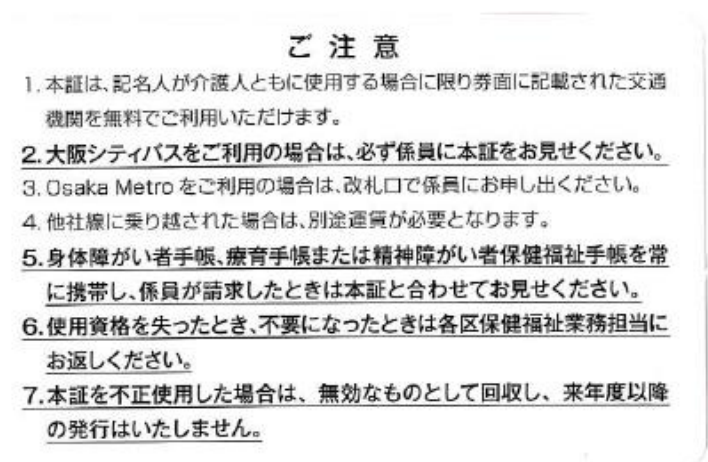 ご注意
1. 本証は、記名人が介護人とともに使用する場合に限り券面に記載された交通
機関を無料でご利用いただけます。
2. 大阪シティバスをご利用の場合は、必ず係員に本証をお見せください。
3. Osaka Metro をご利用の場合は、改札口で係員にお申し出ください。
4. 他社線に乗り越された場合は、別途運賃が必要となります。
5. 身体障がい者手帳、療育手帳または精神障がい者保健福祉手帳を常
に携帯し、係員が請求したときは本証と合わせてお見せください。
6. 使用資格を失ったとき、不要になったときは各区保健福祉業務担当に
お返しください。
7. 本証を不正使用した場合は、無効なものとして回収し、来年度以降
の発行はいたしません。